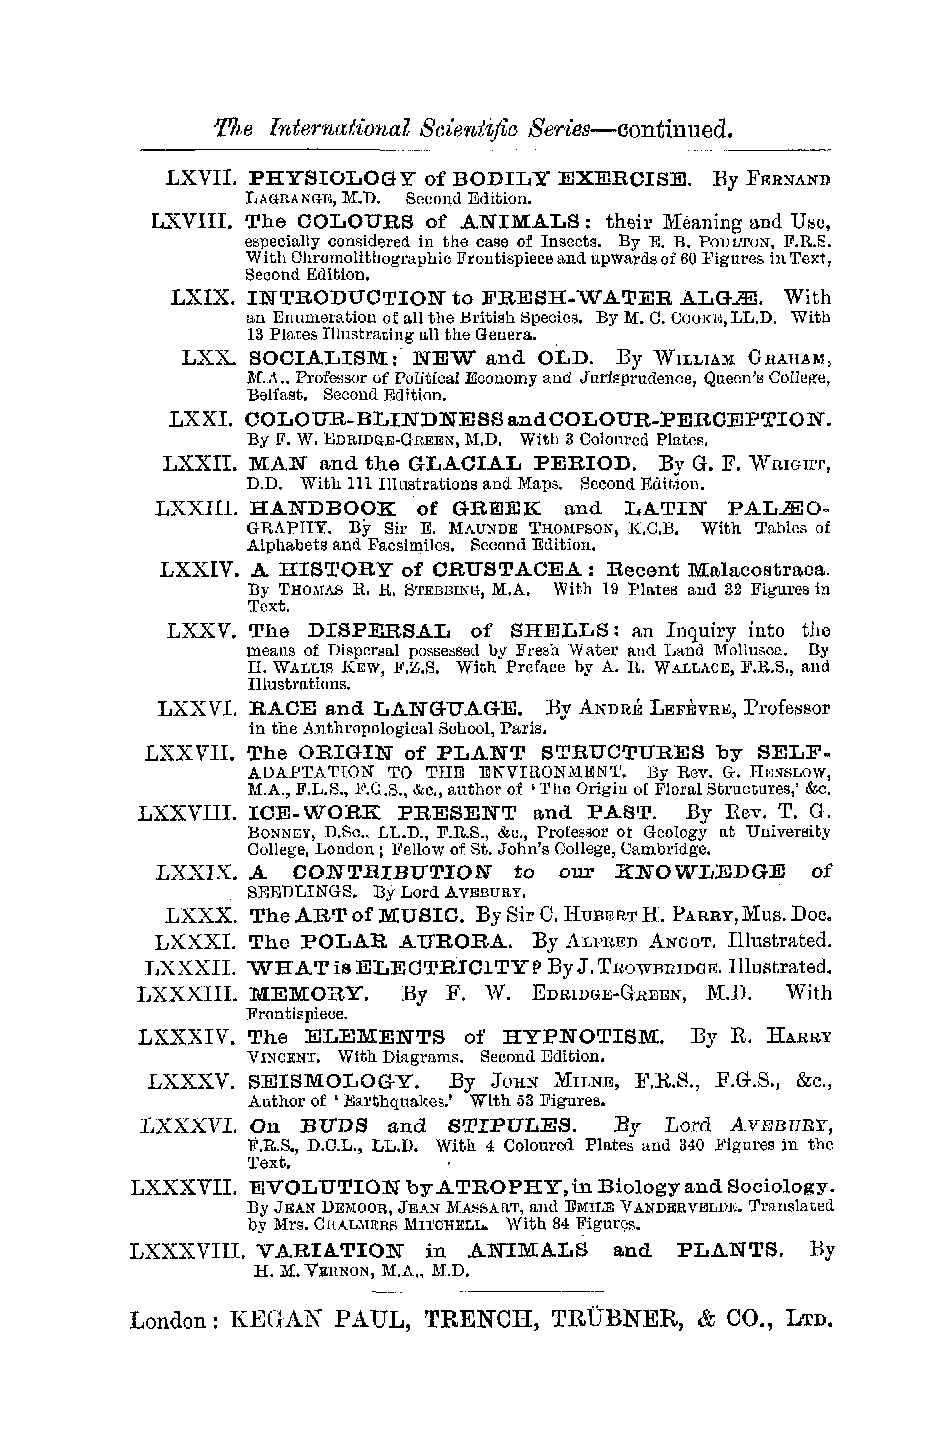 The International Scientific Series—continued.
LXVII. PHYSIOLOGY of BODILY EXERCISE. By FERNAND
LAGRANGE, M.D. Second Edition.
LXVIII. The COLOURS of ANIMALS: their Meaning and Use,
especially considered in the case of Insects. By E. B. POULTON, F.R.S.
With Chromolithographic Frontispiece and upwards of 60 Figures in Text,
Second Edition.
LXIX. INTRODUCTION to FRESH-WATER ALGÆ. With
an Enumeration of all the British Species. By M. C. COOKE, LL.D. With
13 Plates Illustrating all the Genera.
LXX. SOCIALISM: NEW and OLD. By WILLIAM GRAHAM,
M.A., Professor of Political Economy and Jurisprudence, Queen's College,
Belfast. Second Edition.
LXXI. COLOUR-BLINDNESS and COLOUR-PERCEPTION.
By F. W. EDRIDGE-GREEN, M.D. With 3 Coloured Plates.
LXXII. MAN and the GLACIAL PERIOD. By G. F. WRIGHT,
D.D. With 111 Illustrations and Maps. Second Edition.
LXXIII. HANDBOOK of GREEK and LATIN PALÆO-
GRAPHY. By Sir E. MAUNDE THOMPSON, K.C.B. With Tables of
Alphabets and Facsimiles. Second Edition.
LXXIV. A HISTORY of CRUSTACEA: Recent Malacostraca.
By THOMAS R. R. STEBBING, M.A. With 19 Plates and 32 Figures in
Text.
LXXV. The DISPERSAL of SHELLS: an Inquiry into the
means of Dispersal possessed by Fresh Water and Land Mollusca. By
H. WALLIS KEW, F.Z.S. With Preface by A. R. WALLACE, F.R.S., and
Illustrations.
LXXVI. RACE and LANGUAGE. By ANDRÉ LEFÈVRE, Professor
in the Anthropological School, Paris.
LXXVII. The ORIGIN of PLANT STRUCTURES by SELF-
ADAPTATION TO THE ENVIRONMENT. By Rev. G. HENSLOW,
M.A., F.L.S., F.G.S., &c., author of 'The Origin of Floral Structures,' &c.
LXXVIII. ICE-WORK PRESENT and PAST. By Rev. T. G.
BONNEY, D.Sc., LL.D., F.R.S., &c., Professor of Geology at University
College, London; Fellow of St. John's College, Cambridge.
LXXIX. A CONTRIBUTION to our KNOWLEDGE of
SEEDLINGS. By Lord AVEBURY.
LXXX. The ART of MUSIC. By Sir C. HUBERT H. PARRY, Mus. Doc.
LXXXI. The POLAR AURORA. By ALFRED ANGOT. Illustrated.
LXXXII. WHAT is ELECTRICITY? By J. TROWBRIDGE. Illustrated.
LXXXIII. MEMORY. By F. W. EDRIDGE-GREEN, M.D. With
Frontispiece.
LXXXIV. The ELEMENTS of HYPNOTISM. By R. HARRY
VINCENT. With Diagrams. Second Edition.
LXXXV. SEISMOLOGY. By JOHN MILNE, F.R.S., F.G.S., &c.,
Author of 'Earthquakes.' With 53 Figures.
LXXXVI. On BUDS and STIPULES. By Lord AVEBURY,
F.R.S., D.C.L., LL.D. With 4 Coloured Plates and 340 Figures in the
Text.
LXXXVII. EVOLUTION by ATROPHY, in Biology and Sociology.
By JEAN DEMOOR, JEAN MASSART, and EMILE VANDERVELDE. Translated
by Mrs. CHALMERS MITCHELL. With 84 Figures.
LXXXVIII. VARIATION in ANIMALS and PLANTS. By
H. M. VERNON, M.A., M.D.
London: KEGAN PAUL, TRENCH, TRÜBNER, & CO., LTD.